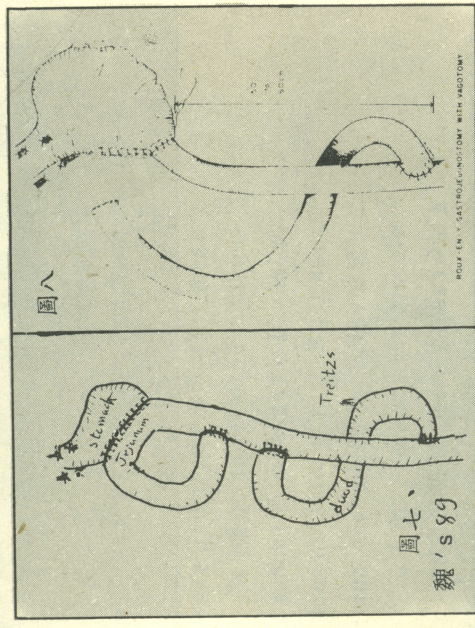 圖八
ROUX-EN-Y GASTROJEJUNOSTOMY WITH VAGOTOMY
stomach
Jejunum
Treitz's
duod
圖七、
魏's 89